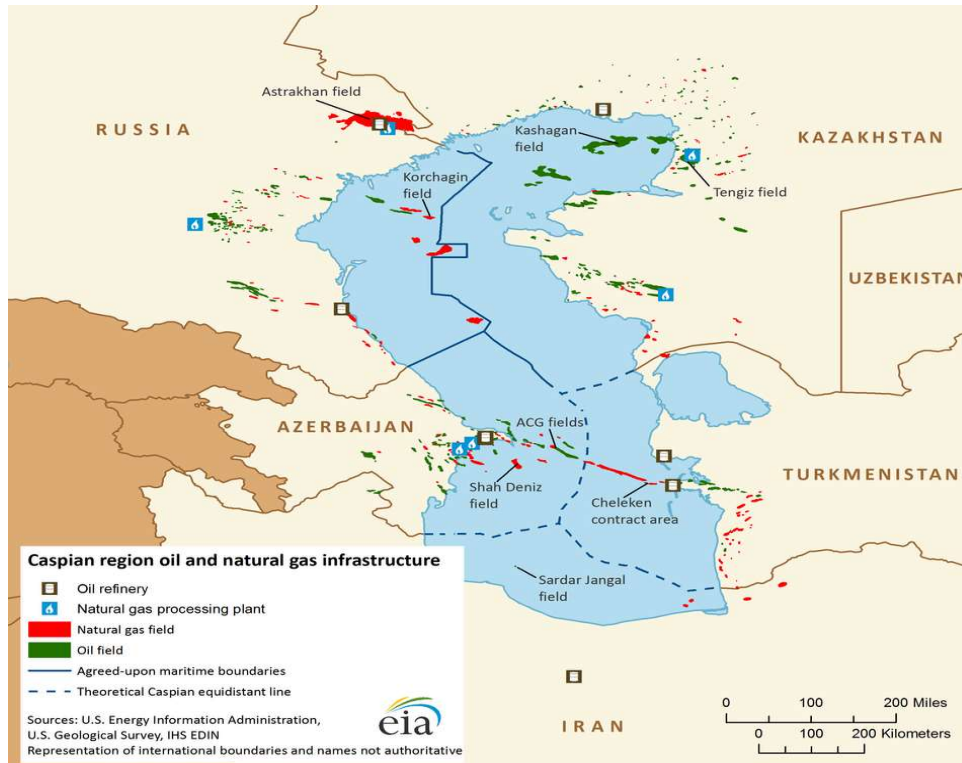 Astrakhan field
RUSSIA
Kashagan
field
KAZAKHSTAN
Korchagin
field
Tengiz field
UZBEKISTAN
AZERBAIJAN
ACG fields
Shah Deniz
field
TURKMENISTAN
Cheleken
contract area
Sardar Jangal
field
IRAN
Caspian region oil and natural gas infrastructure
Oil refinery
Natural gas processing plant
Natural gas field
Oil field
Agreed-upon maritime boundaries
Theoretical Caspian equidistant line
Sources: U.S. Energy Information Administration,
U.S. Geological Survey, IHS EDIN
Representation of international boundaries and names not authoritative
eia
0 100 200 Miles
0 100 200 Kilometers